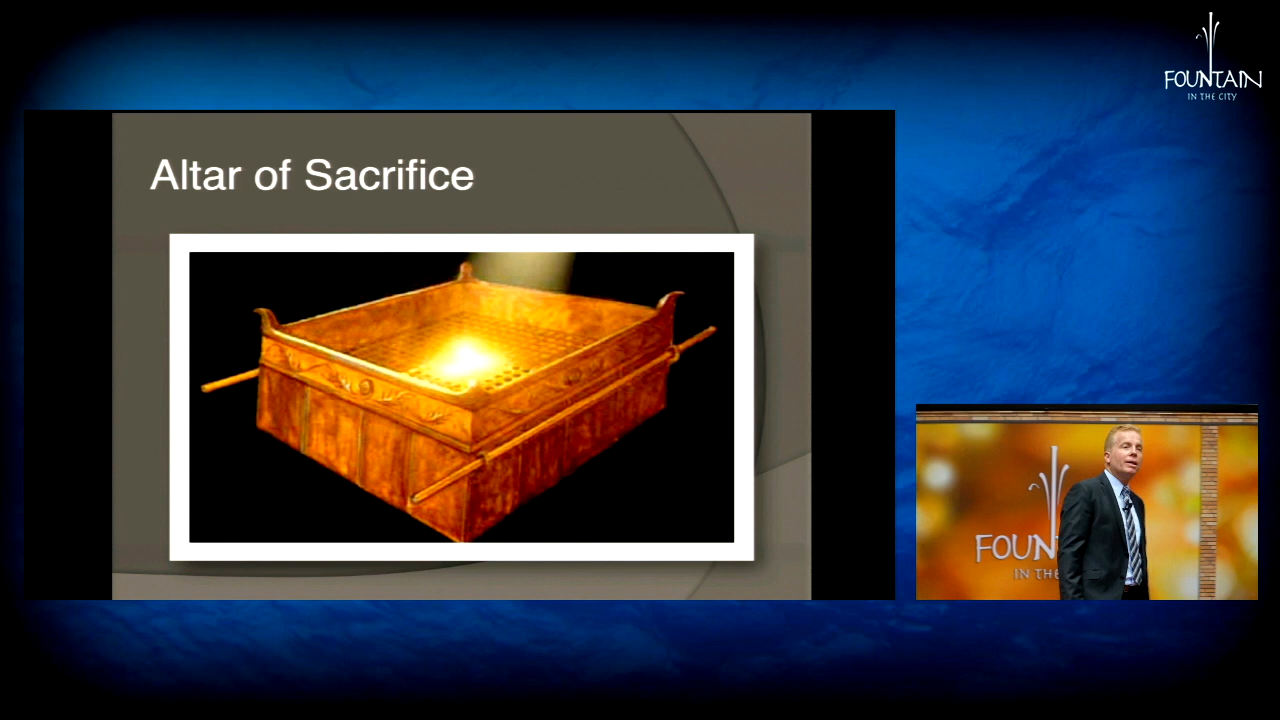 Altar of Sacrifice
FOUNTAIN
IN THE CITY
FOUN
IN THE